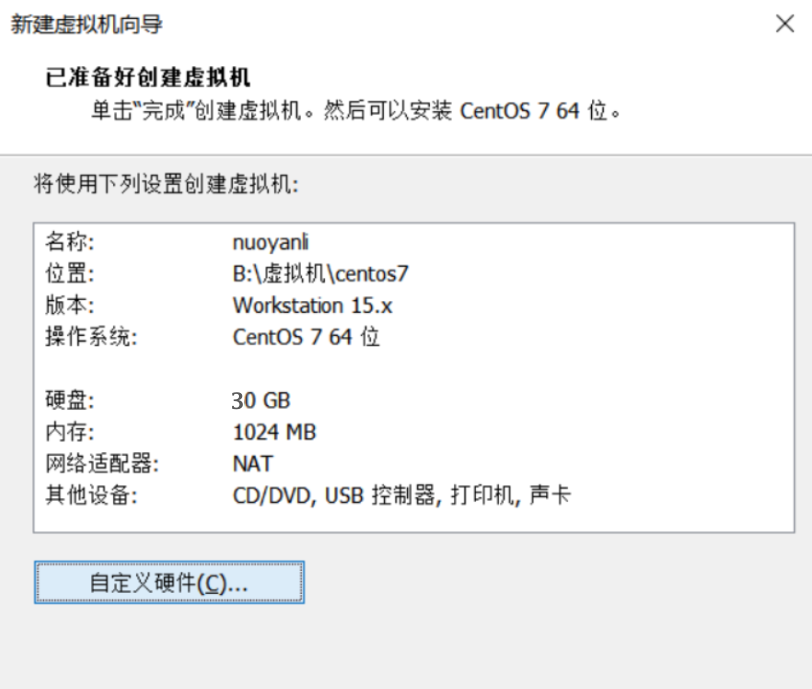 新建虚拟机向导
已准备好创建虚拟机
单击“完成”创建虚拟机。然后可以安装 CentOS 7 64 位。
将使用下列设置创建虚拟机:
名称: nuoyanli
位置: B:\虚拟机\centos7
版本: Workstation 15.x
操作系统: CentOS 7 64 位
硬盘: 30 GB
内存: 1024 MB
网络适配器: NAT
其他设备: CD/DVD, USB 控制器, 打印机, 声卡
自定义硬件(C)...